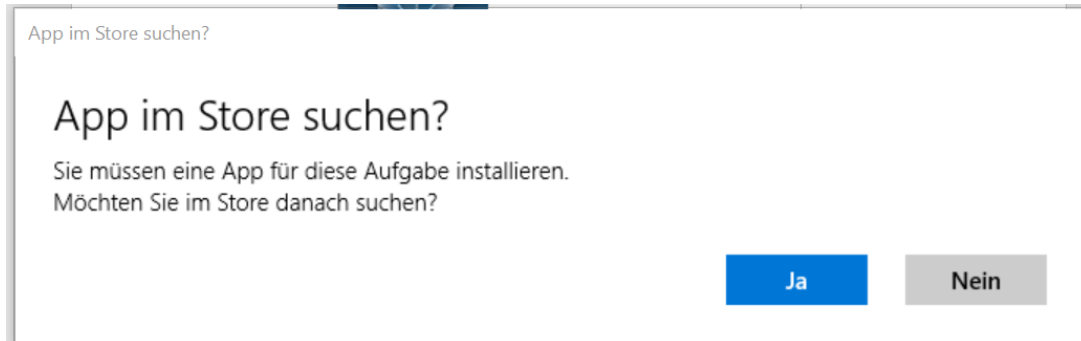 App im Store suchen?
App im Store suchen?
Sie müssen eine App für diese Aufgabe installieren.
Möchten Sie im Store danach suchen?
Ja
Nein